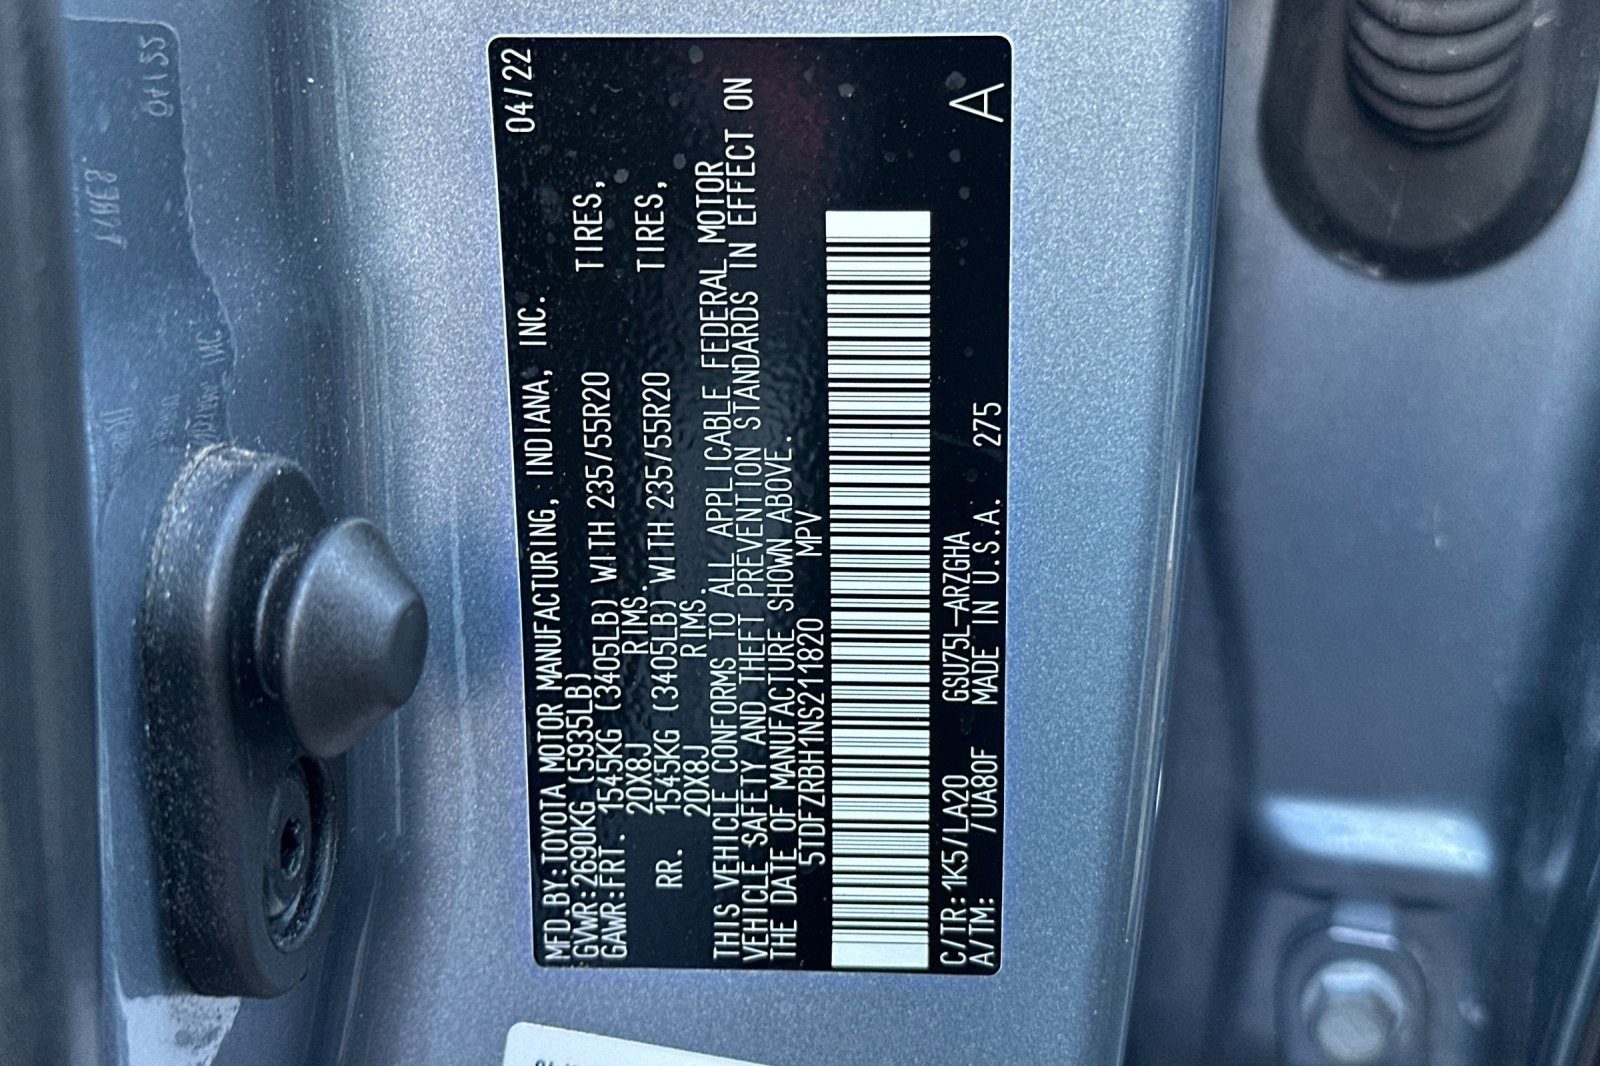 MFD.BY:TOYOTA MOTOR MANUFACTURING, INDIANA, INC. 04/22
GVWR:2690KG(5935LB)
GAWR:FRT. 1545KG (3405LB) WITH 235/55R20 TIRES,
20X8J RIMS.
RR. 1545KG (3405LB) WITH 235/55R20 TIRES,
20X8J RIMS.
THIS VEHICLE CONFORMS TO ALL APPLICABLE FEDERAL MOTOR
VEHICLE SAFETY AND THEFT PREVENTION STANDARDS IN EFFECT ON
THE DATE OF MANUFACTURE SHOWN ABOVE.
5TDFZRBH1NS211820 MPV
C/TR:1K5/LA20 GSU75L-ARZGHA
A/TM: /UA80F MADE IN U.S.A. 275 A